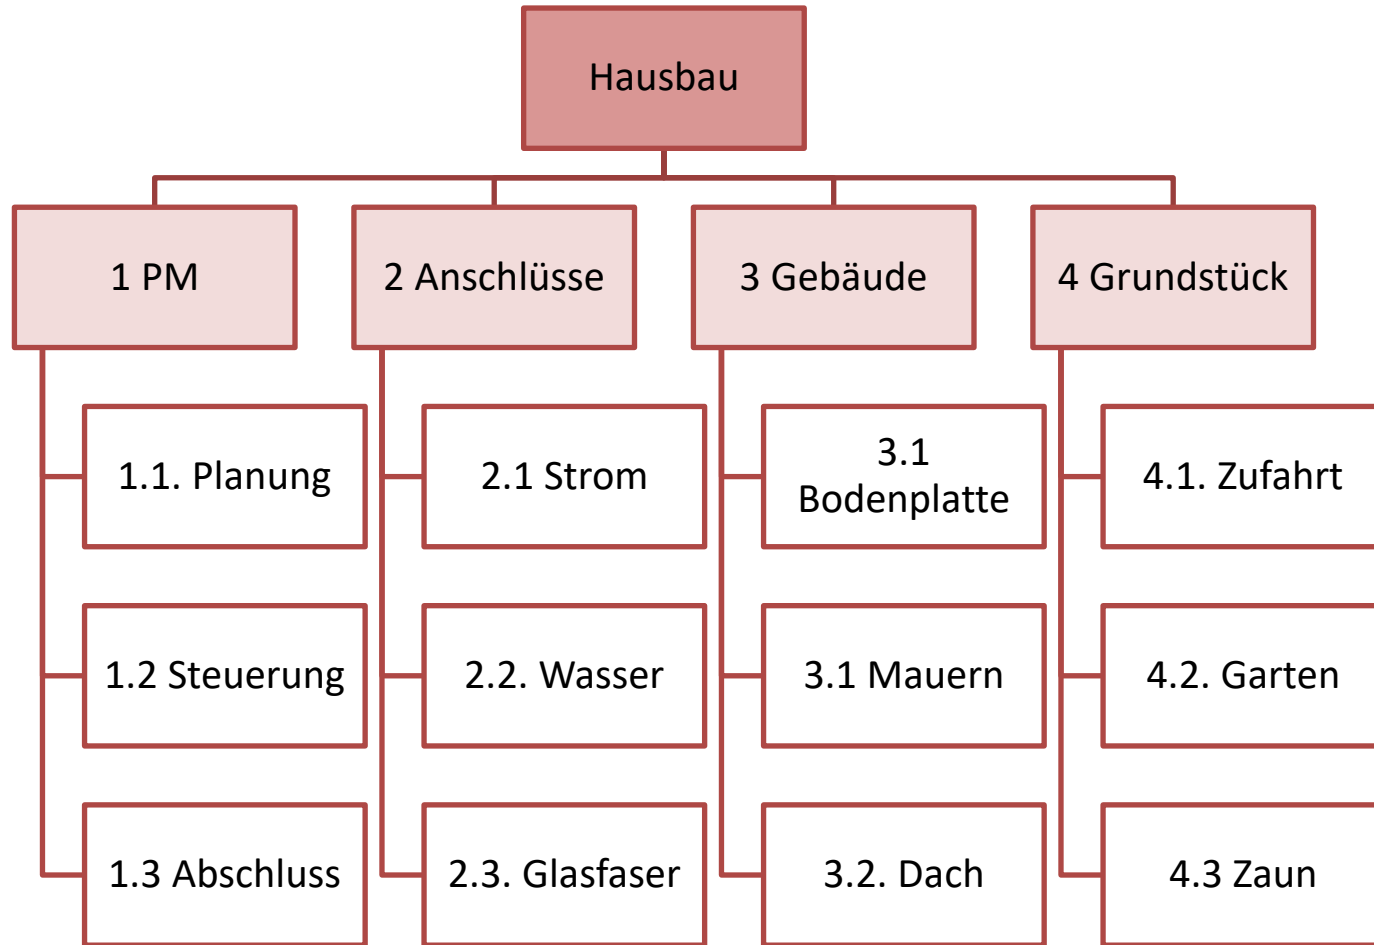 Hausbau
1 PM
2 Anschlüsse
3 Gebäude
4 Grundstück
1.1. Planung
2.1 Strom
3.1
Bodenplatte
4.1. Zufahrt
1.2 Steuerung
2.2. Wasser
3.1 Mauern
4.2. Garten
1.3 Abschluss
2.3. Glasfaser
3.2. Dach
4.3 Zaun